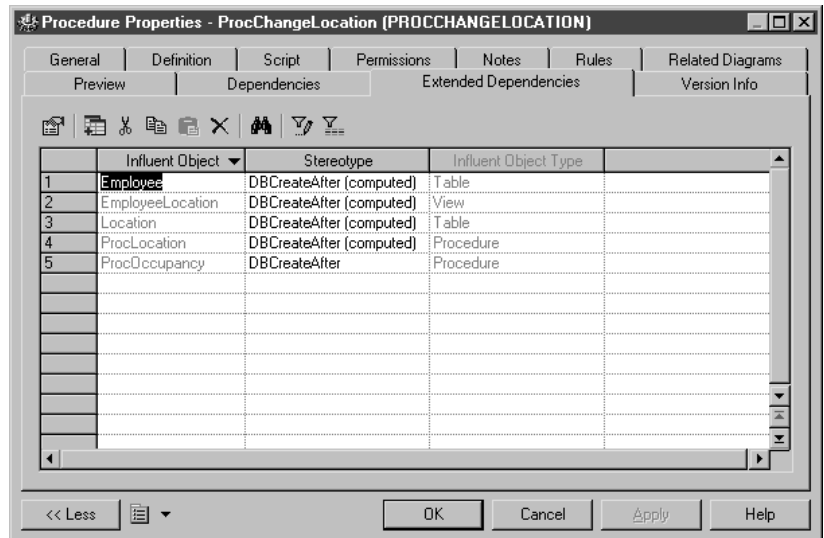 Procedure Properties - ProcChangeLocation (PROCCHANGELOCATION)
General Definition Script Permissions Notes Rules Related Diagrams
Preview Dependencies Extended Dependencies Version Info
Influent Object Stereotype Influent Object Type
1 Employee DBCreateAfter (computed) Table
2 EmployeeLocation DBCreateAfter (computed) View
3 Location DBCreateAfter (computed) Table
4 ProcLocation DBCreateAfter (computed) Procedure
5 ProcOccupancy DBCreateAfter Procedure
<< Less OK Cancel Apply Help